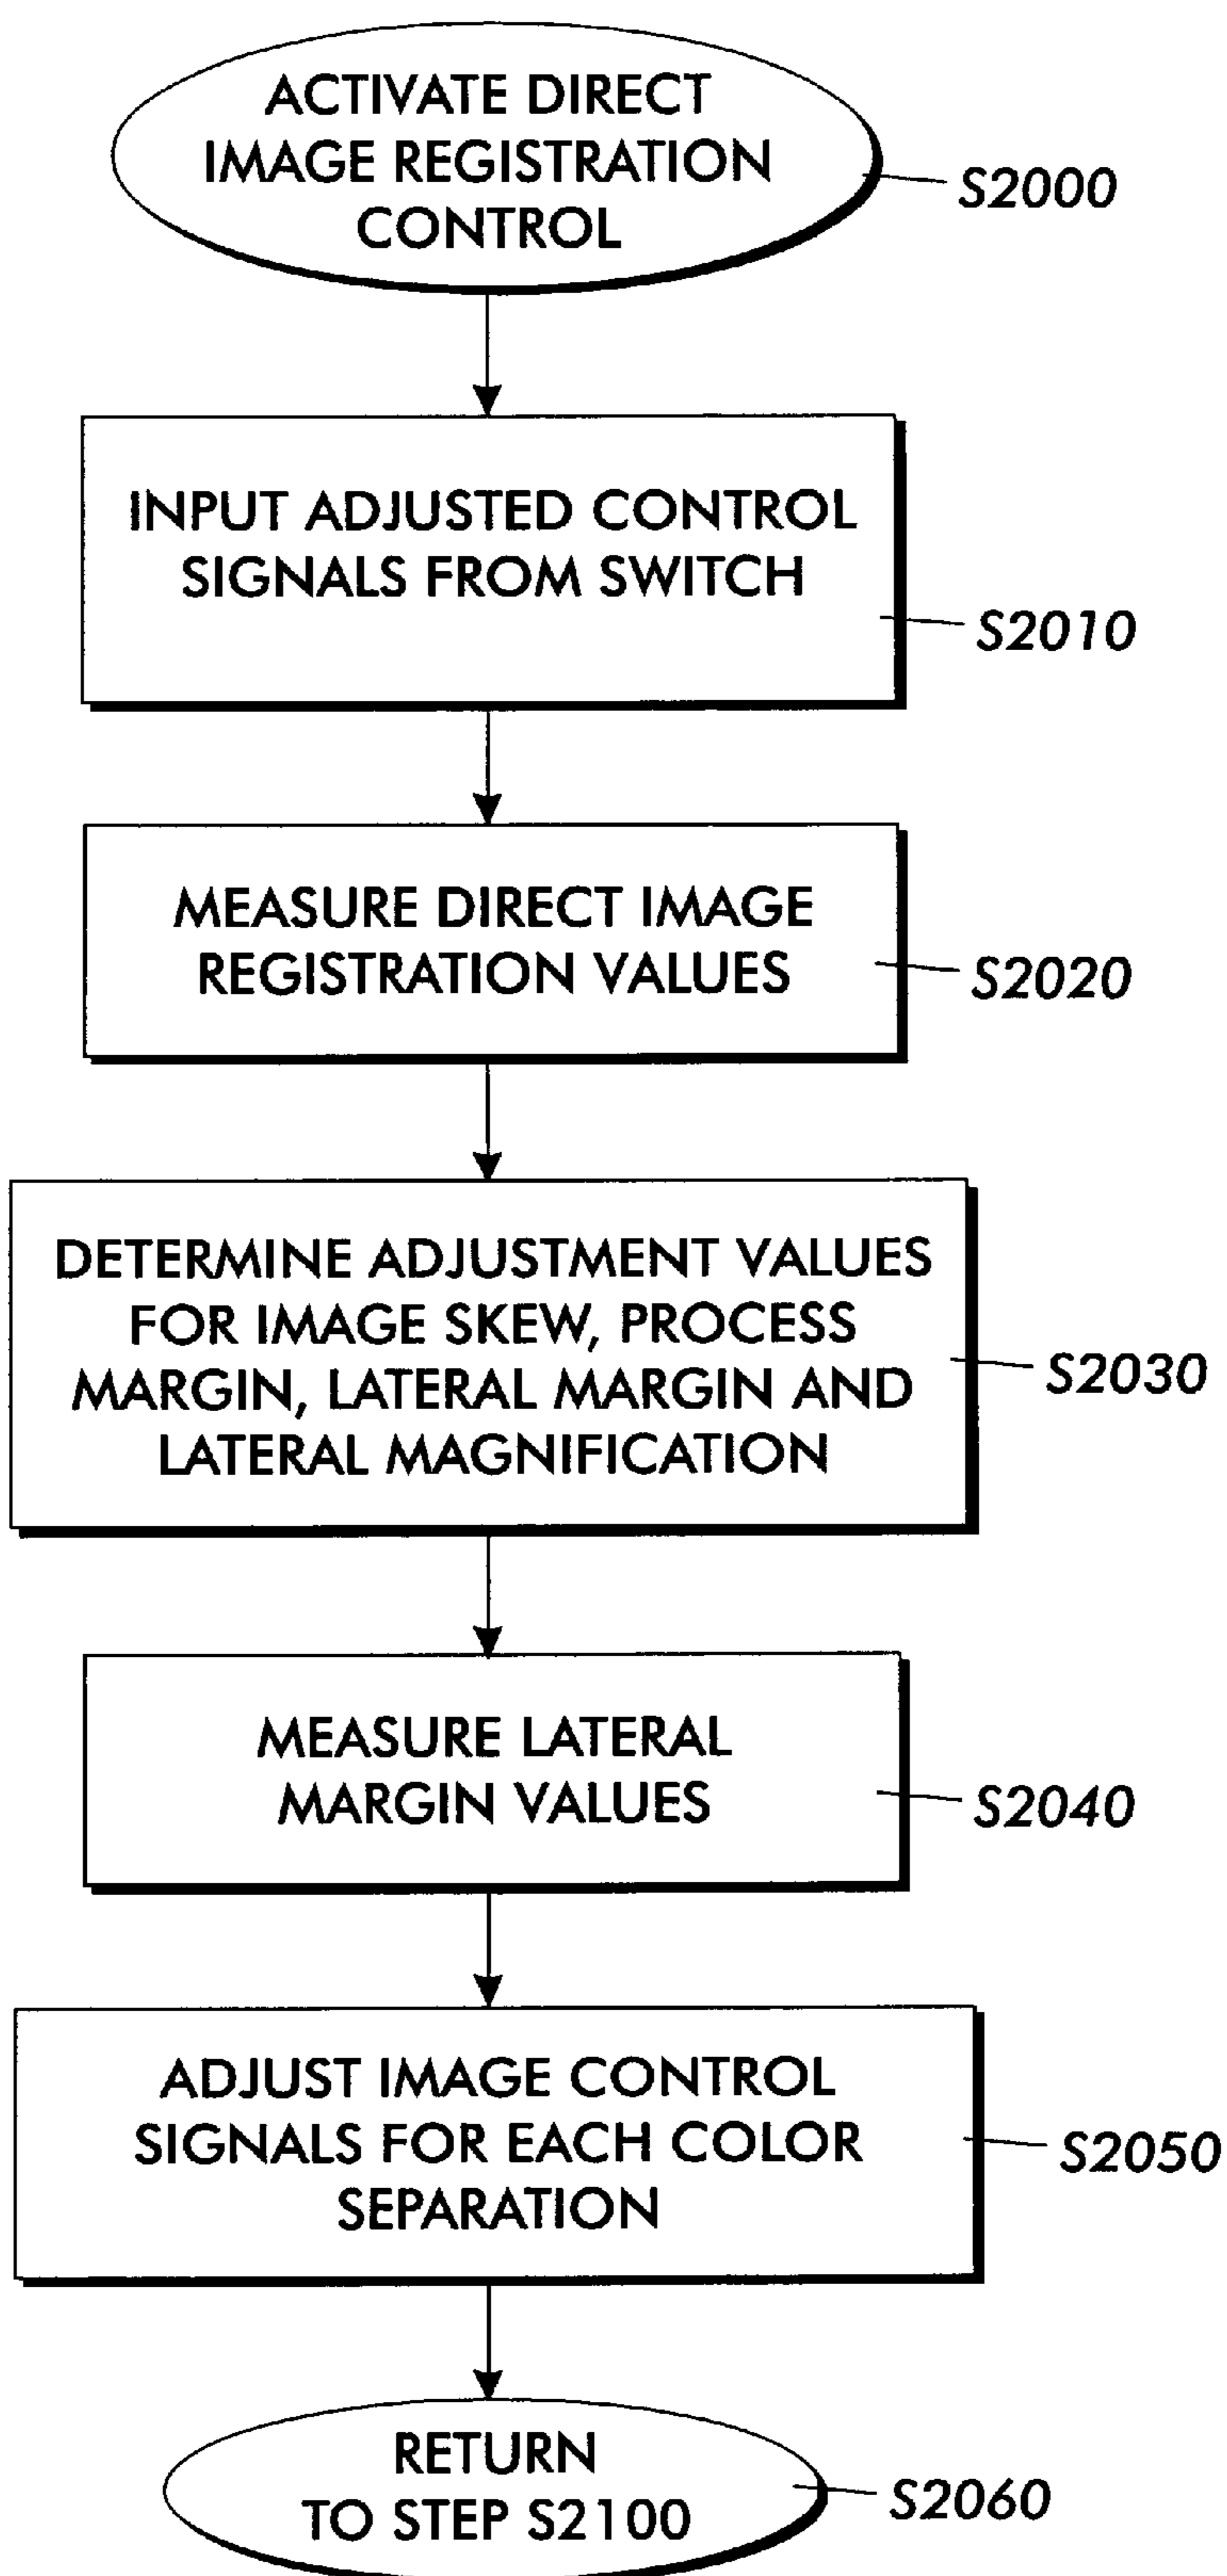 ACTIVATE DIRECT
IMAGE REGISTRATION
CONTROL
S2000
INPUT ADJUSTED CONTROL
SIGNALS FROM SWITCH
S2010
MEASURE DIRECT IMAGE
REGISTRATION VALUES
S2020
DETERMINE ADJUSTMENT VALUES
FOR IMAGE SKEW, PROCESS
MARGIN, LATERAL MARGIN AND
LATERAL MAGNIFICATION
S2030
MEASURE LATERAL
MARGIN VALUES
S2040
ADJUST IMAGE CONTROL
SIGNALS FOR EACH COLOR
SEPARATION
S2050
RETURN
TO STEP S2100
S2060